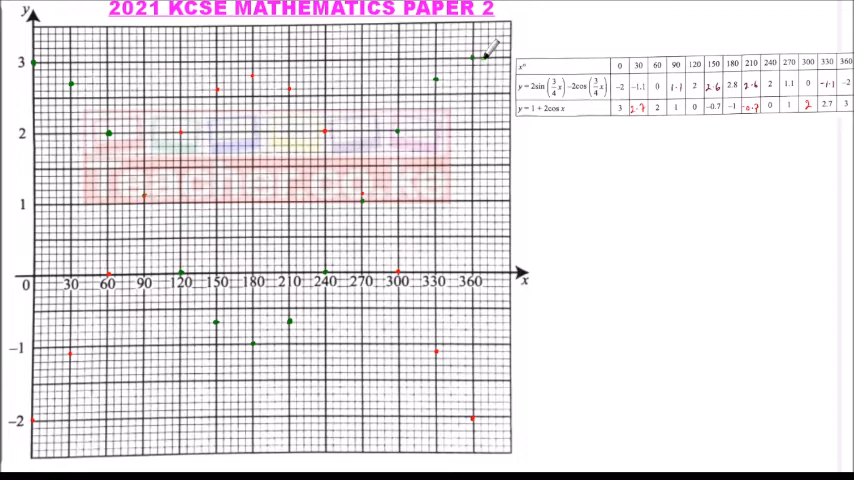 2021 KCSE MATHEMATICS PAPER 2
y
3
2
1
0 30 60 90 120 150 180 210 240 270 300 330 360 x
−1
−2
x° 0 30 60 90 120 150 180 210 240 270 300 330 360
y = 2sin (3/4 x) −2cos (3/4 x) −2 −1.1 0 1.1 2 2.6 2.8 2.6 2 1.1 0 −1.1 −2
y = 1 + 2cos x 3 2.7 2 1 0 −0.7 −1 −0.7 0 1 2 2.7 3